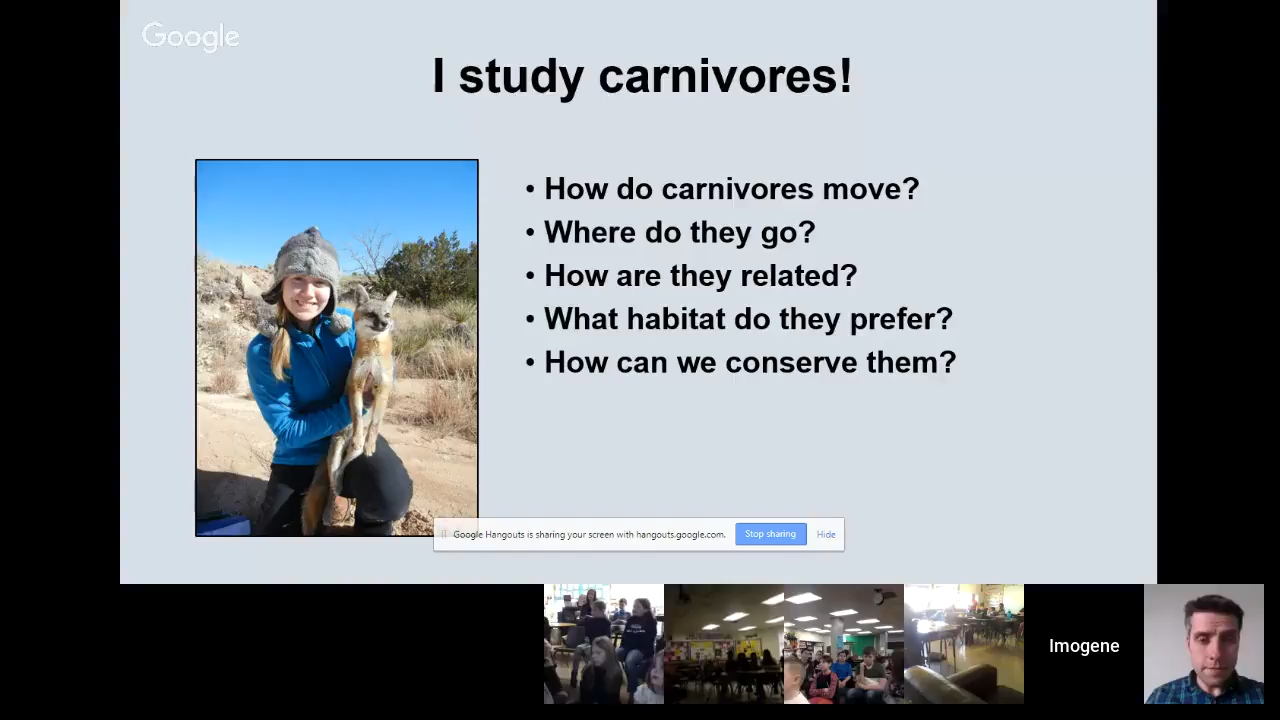 Google
I study carnivores!
• How do carnivores move?
• Where do they go?
• How are they related?
• What habitat do they prefer?
• How can we conserve them?
Google Hangouts is sharing your screen with hangouts.google.com. Stop sharing Hide
Imogene